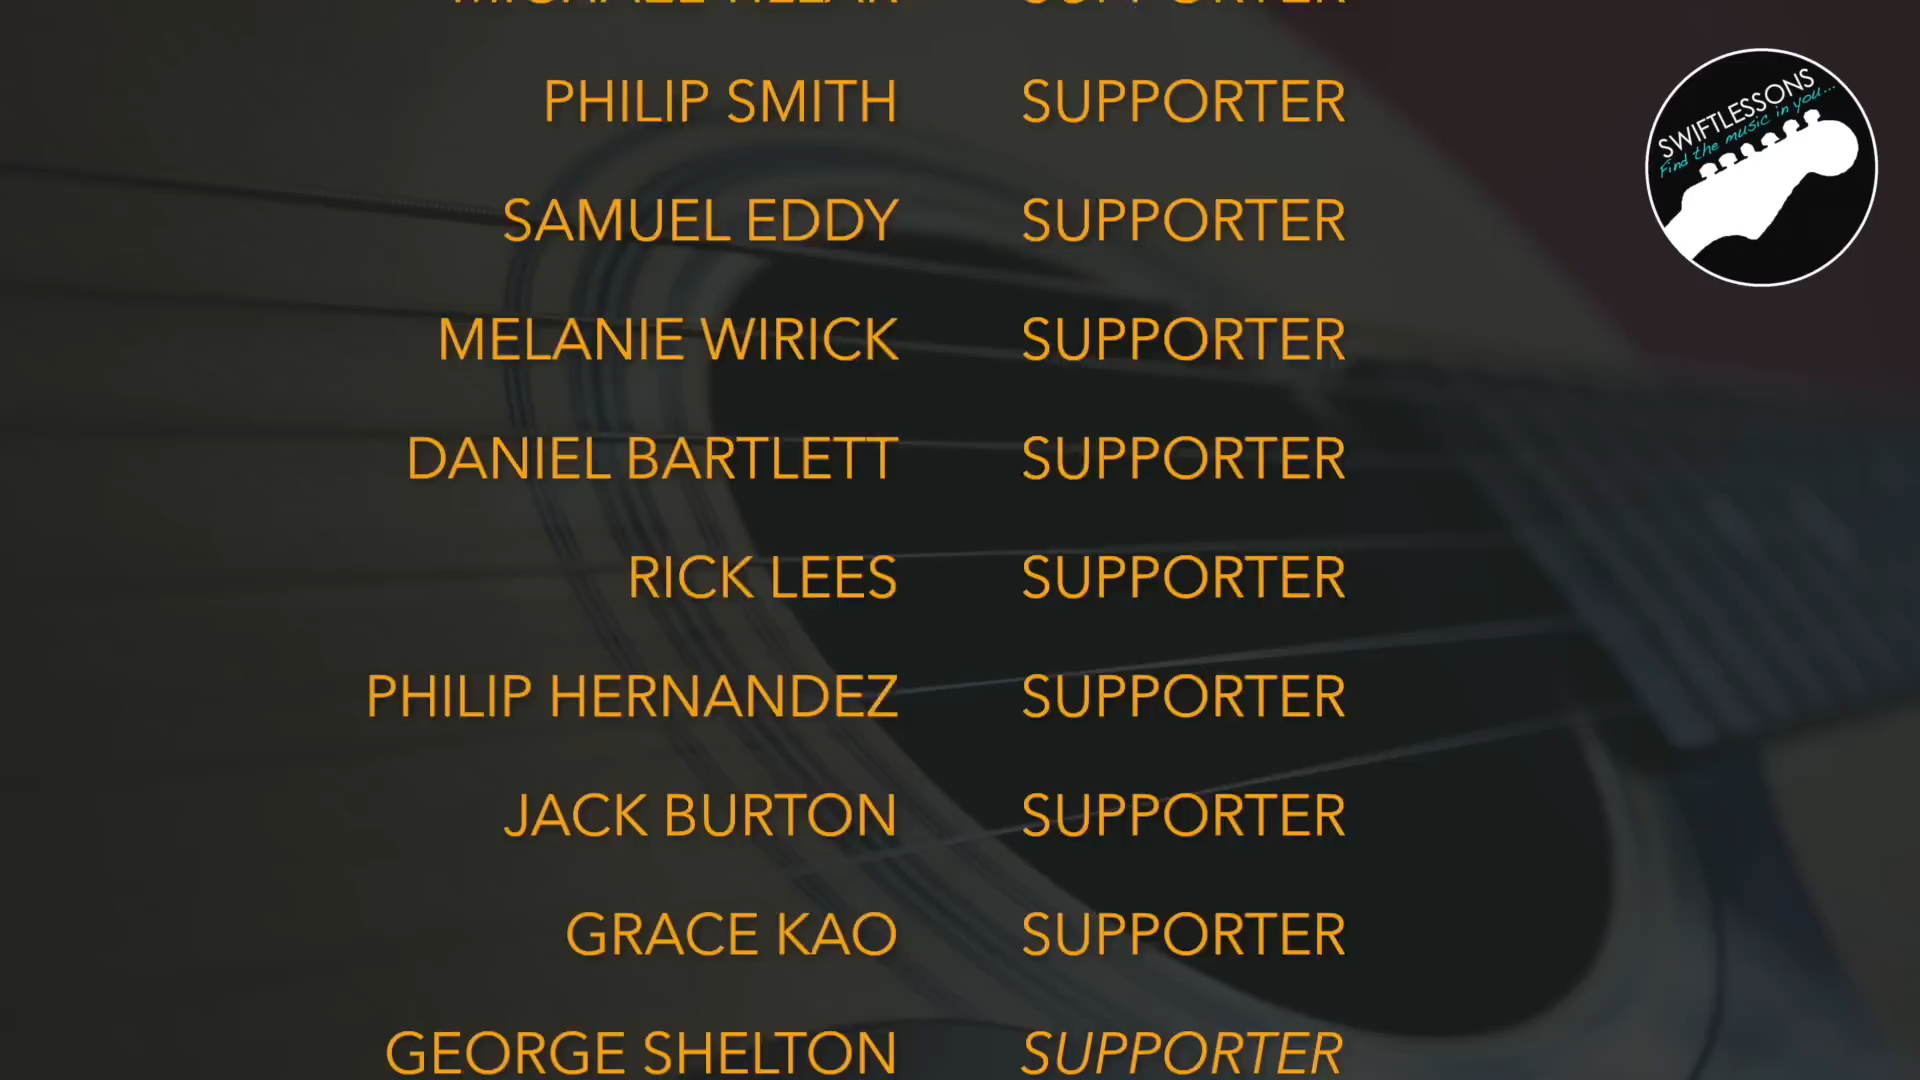 SUPPORTER
PHILIP SMITH SUPPORTER
SAMUEL EDDY SUPPORTER
MELANIE WIRICK SUPPORTER
DANIEL BARTLETT SUPPORTER
RICK LEES SUPPORTER
PHILIP HERNANDEZ SUPPORTER
JACK BURTON SUPPORTER
GRACE KAO SUPPORTER
GEORGE SHELTON SUPPORTER
SWIFTLESSONS
Find the music in you...